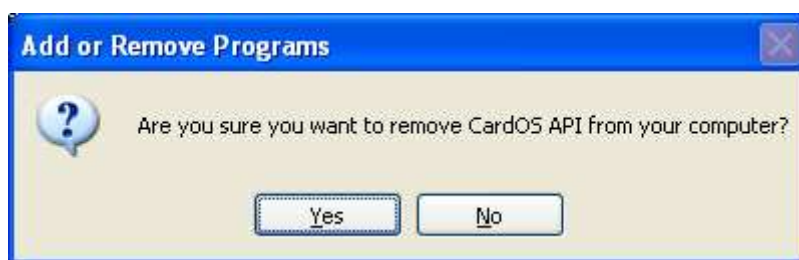 Add or Remove Programs
Are you sure you want to remove CardOS API from your computer?
Yes
No